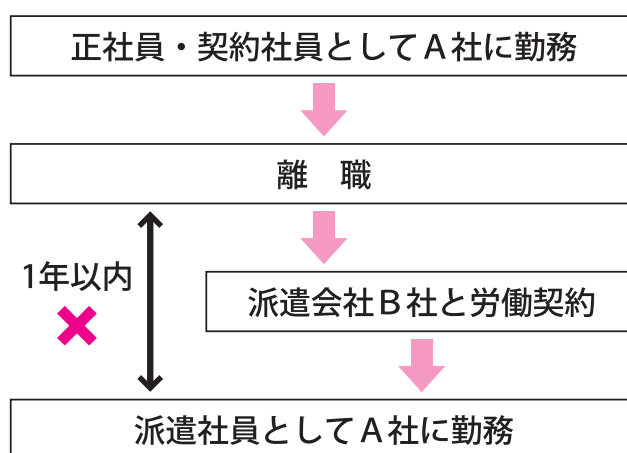 正社員・契約社員としてA社に勤務
離　職
1年以内
派遣会社B社と労働契約
派遣社員としてA社に勤務